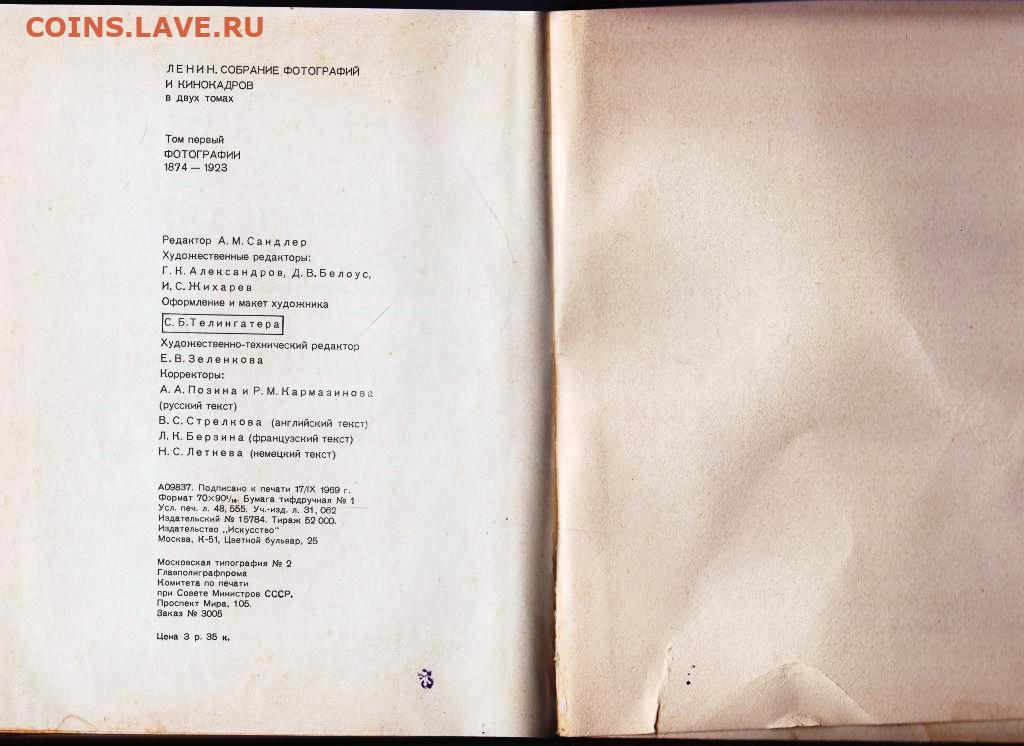 COINS.LAVE.RU
ЛЕНИН. СОБРАНИЕ ФОТОГРАФИЙ
И КИНОКАДРОВ
в двух томах
Том первый
ФОТОГРАФИИ
1874 — 1923
Редактор А. М. Сандлер
Художественные редакторы:
Г. К. Александров, Д. В. Белоус,
И. С. Жихарев
Оформление и макет художника
С. Б. Телингатера
Художественно-технический редактор
Е. В. Зеленкова
Корректоры:
А. А. Позина и Р. М. Кармазинова
(русский текст)
В. С. Стрелкова (английский текст)
Л. К. Берзина (французский текст)
Н. С. Летнева (немецкий текст)
А09837. Подписано к печати 17/IX 1969 г.
Формат 70×90¹/₁₆. Бумага тифдручная № 1
Усл. печ. л. 48,555. Уч.-изд. л. 31,062
Издательский № 15784. Тираж 52 000.
Издательство „Искусство"
Москва, К-51, Цветной бульвар, 25
Московская типография № 2
Главполиграфпрома
Комитета по печати
при Совете Министров СССР.
Проспект Мира, 105.
Заказ № 3005
Цена 3 р. 35 к.